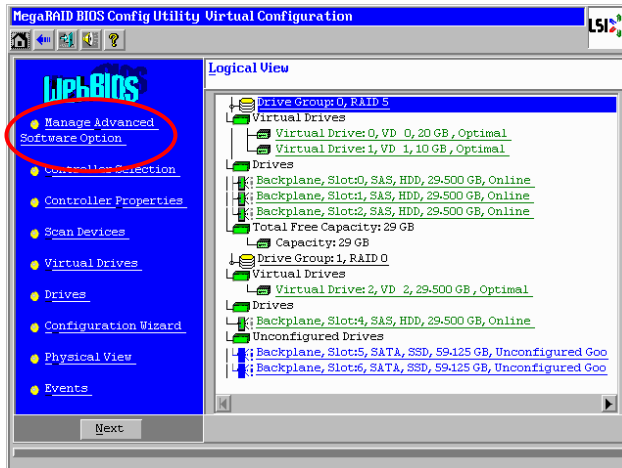 MegaRAID BIOS Config Utility Virtual Configuration
LSI
WebBIOS
Manage Advanced
Software Option
Controller Selection
Controller Properties
Scan Devices
Virtual Drives
Drives
Configuration Wizard
Physical View
Events
Next
Logical View
Drive Group: 0, RAID 5
Virtual Drives
Virtual Drive: 0, VD 0, 20 GB, Optimal
Virtual Drive: 1, VD 1, 10 GB, Optimal
Drives
Backplane, Slot:0, SAS, HDD, 29.500 GB, Online
Backplane, Slot:1, SAS, HDD, 29.500 GB, Online
Backplane, Slot:2, SAS, HDD, 29.500 GB, Online
Total Free Capacity: 29 GB
Capacity: 29 GB
Drive Group: 1, RAID 0
Virtual Drives
Virtual Drive: 2, VD 2, 29.500 GB, Optimal
Drives
Backplane, Slot:4, SAS, HDD, 29.500 GB, Online
Unconfigured Drives
Backplane, Slot:5, SATA, SSD, 59.125 GB, Unconfigured Goo
Backplane, Slot:6, SATA, SSD, 59.125 GB, Unconfigured Goo